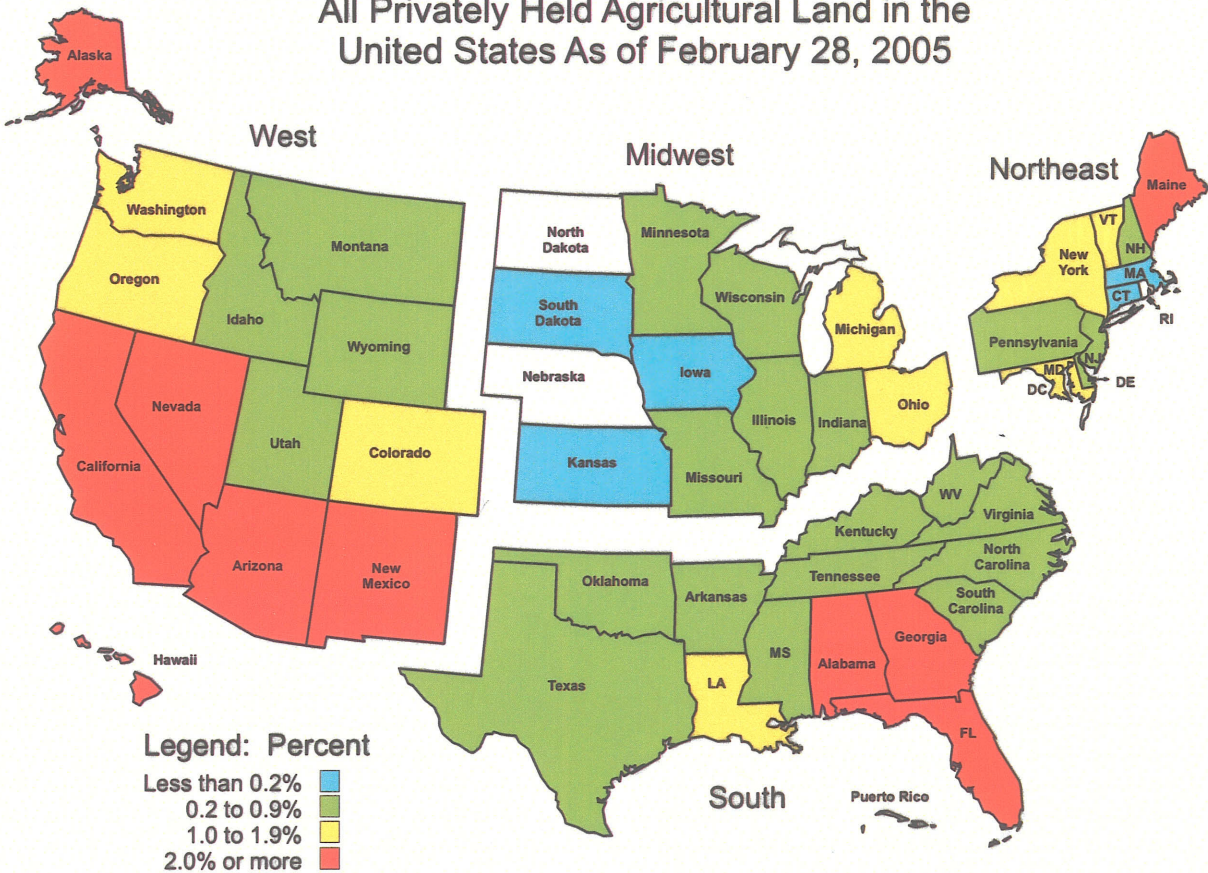 All Privately Held Agricultural Land in the
United States As of February 28, 2005
Alaska
West
Midwest
Northeast
Washington
Oregon
Montana
Idaho
Wyoming
Nevada
Utah
Colorado
California
Arizona
New
Mexico
Hawaii
North
Dakota
South
Dakota
Nebraska
Kansas
Minnesota
Iowa
Missouri
Wisconsin
Illinois
Indiana
Michigan
Ohio
Maine
VT
NH
New
York
MA
CT
RI
Pennsylvania
NJ
MD
DE
DC
WV
Virginia
Kentucky
North
Carolina
Tennessee
South
Carolina
Oklahoma
Arkansas
Texas
LA
MS
Alabama
Georgia
FL
South
Puerto Rico
Legend: Percent
Less than 0.2%
0.2 to 0.9%
1.0 to 1.9%
2.0% or more